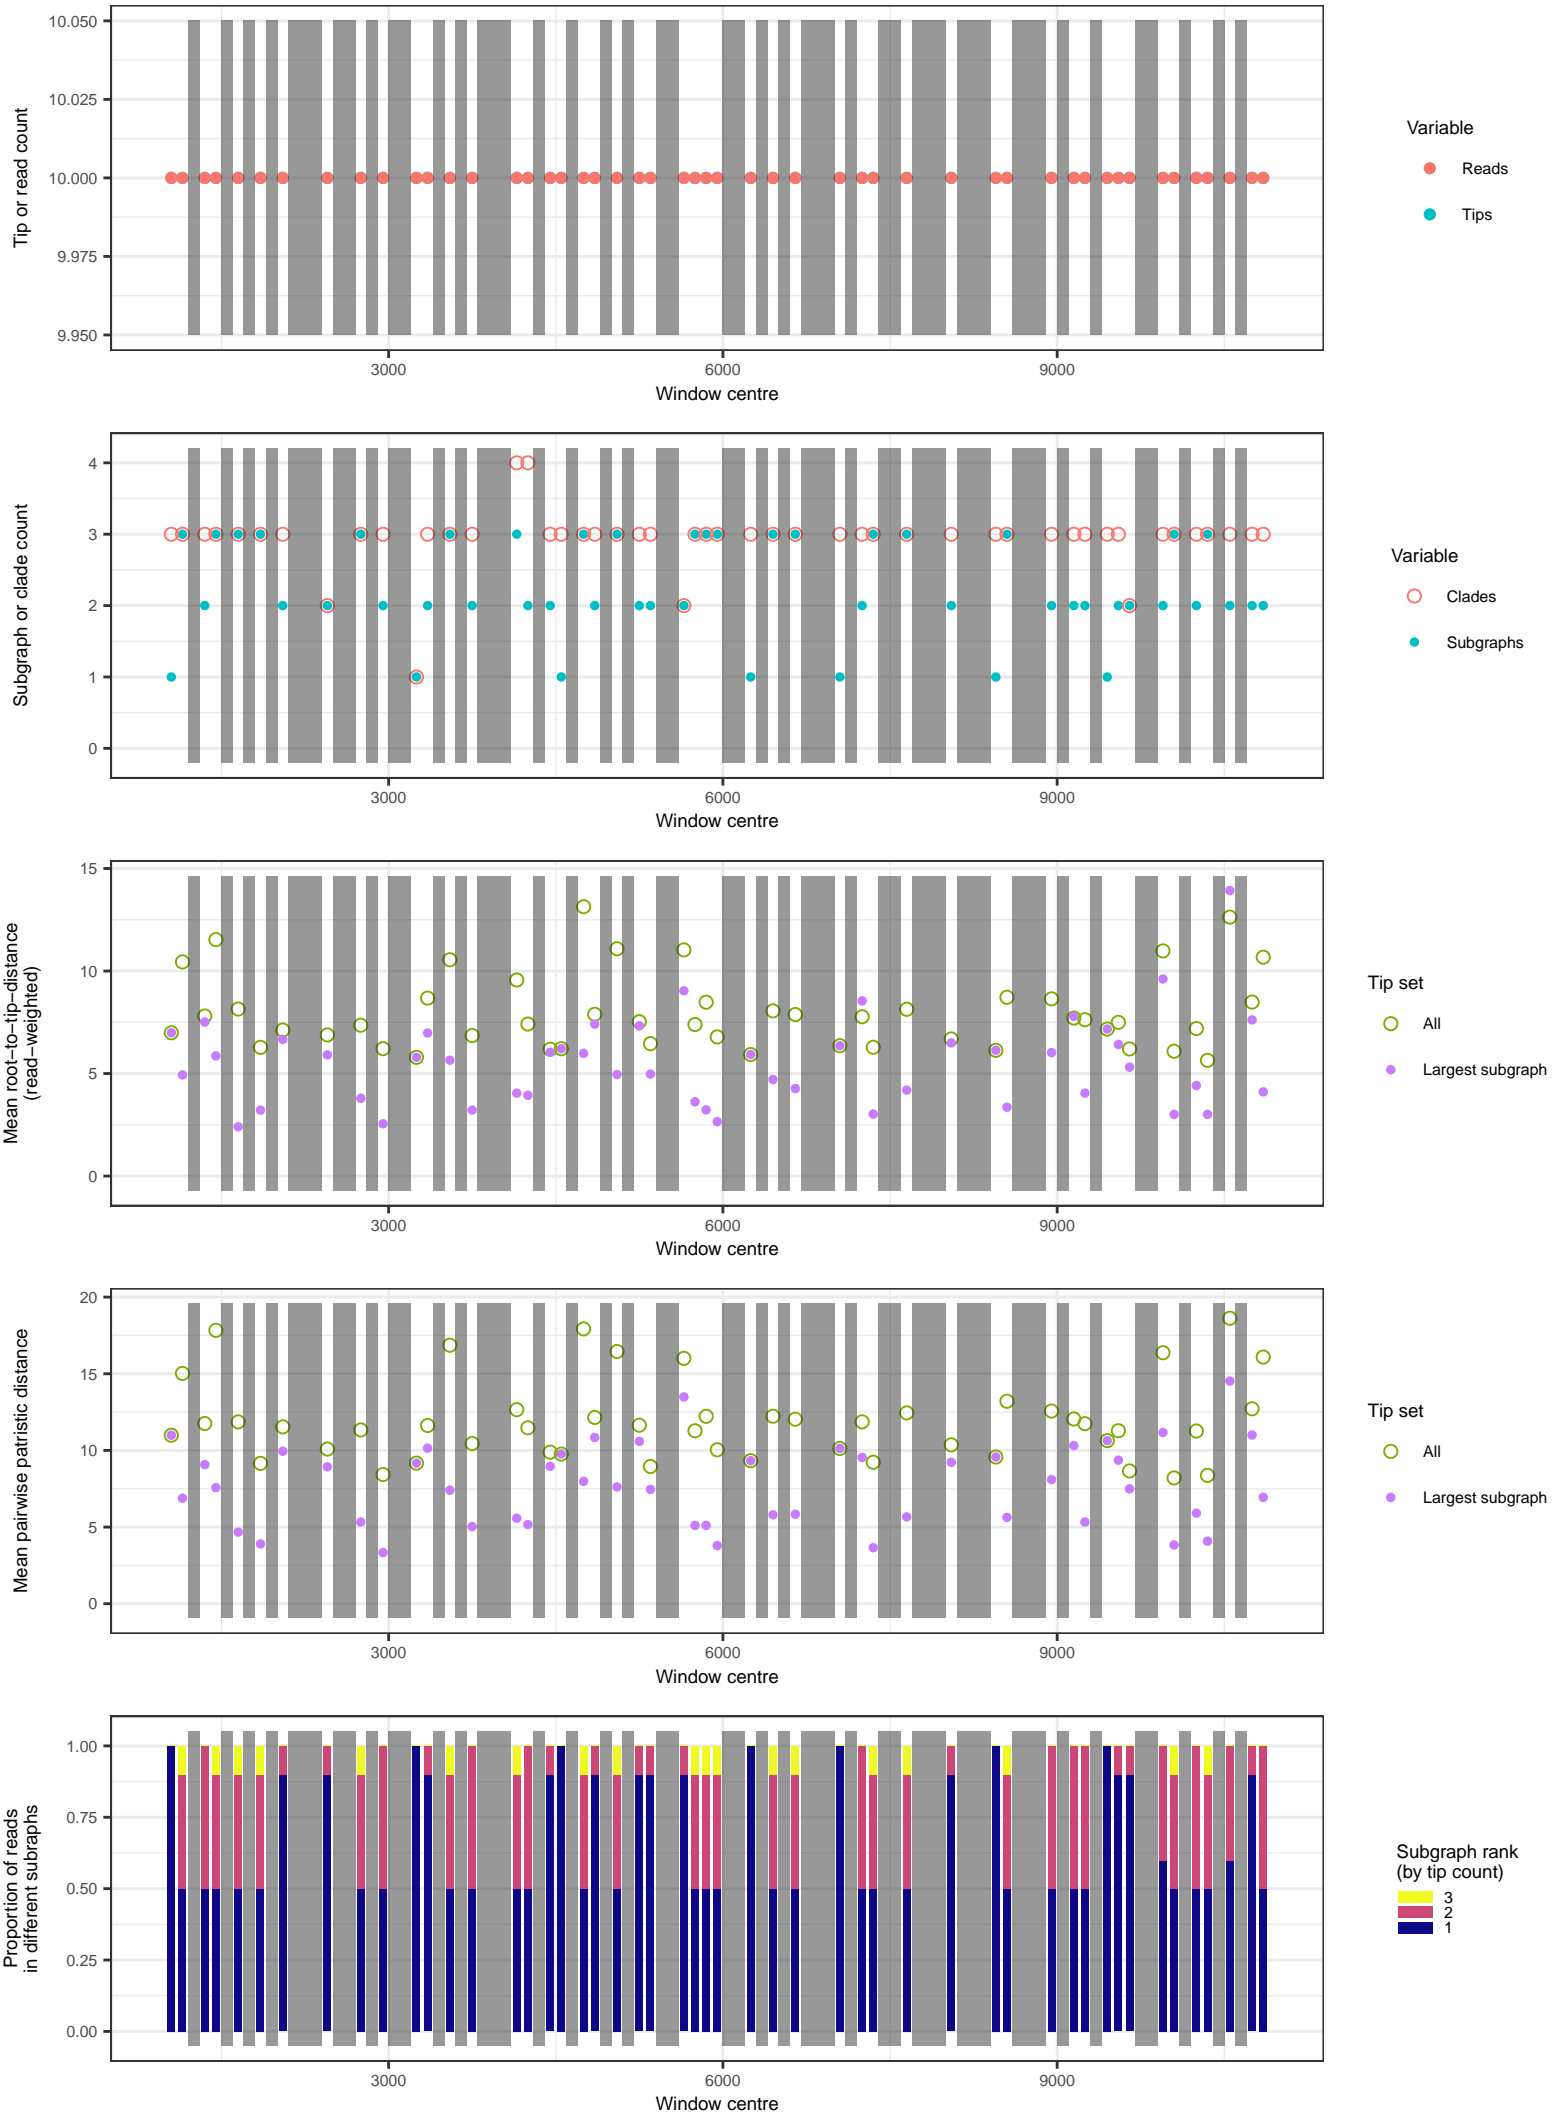 10.050
10.025
10.000
9.975
9.950
Tip or read count
3000
6000
9000
Window centre
Variable
Reads
Tips
4
3
2
1
0
Subgraph or clade count
3000
6000
9000
Window centre
Variable
Clades
Subgraphs
15
10
5
0
Mean root−to−tip−distance
(read−weighted)
3000
6000
9000
Window centre
Tip set
All
Largest subgraph
20
15
10
5
0
Mean pairwise patristic distance
3000
6000
9000
Window centre
Tip set
All
Largest subgraph
1.00
0.75
0.50
0.25
0.00
Proportion of reads
in different subraphs
3000
6000
9000
Window centre
Subgraph rank
(by tip count)
3
2
1